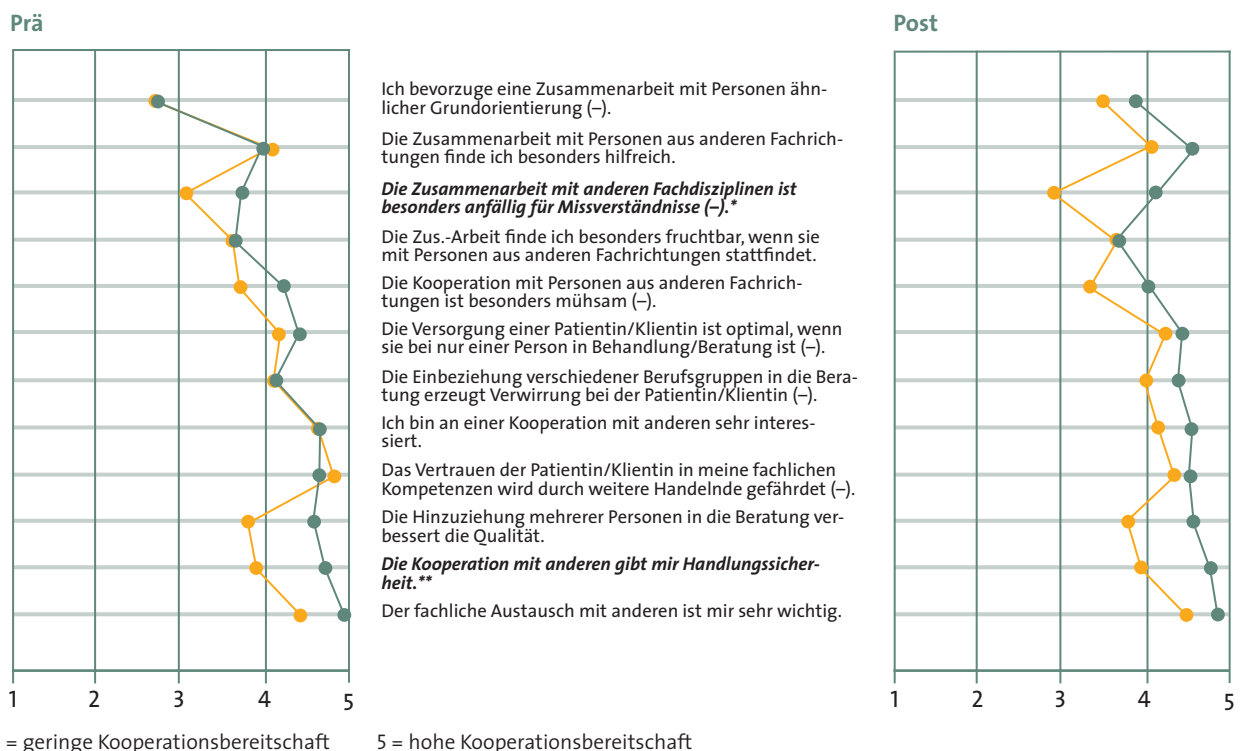 Prä
Post
Ich bevorzuge eine Zusammenarbeit mit Personen ähn-
licher Grundorientierung (–).
Die Zusammenarbeit mit Personen aus anderen Fachrich-
tungen finde ich besonders hilfreich.
Die Zusammenarbeit mit anderen Fachdisziplinen ist
besonders anfällig für Missverständnisse (–).*
Die Zus.-Arbeit finde ich besonders fruchtbar, wenn sie
mit Personen aus anderen Fachrichtungen stattfindet.
Die Kooperation mit Personen aus anderen Fachrich-
tungen ist besonders mühsam (–).
Die Versorgung einer Patientin/Klientin ist optimal, wenn
sie bei nur einer Person in Behandlung/Beratung ist (–).
Die Einbeziehung verschiedener Berufsgruppen in die Bera-
tung erzeugt Verwirrung bei der Patientin/Klientin (–).
Ich bin an einer Kooperation mit anderen sehr interes-
siert.
Das Vertrauen der Patientin/Klientin in meine fachlichen
Kompetenzen wird durch weitere Handelnde gefährdet (–).
Die Hinzuziehung mehrerer Personen in die Beratung ver-
bessert die Qualität.
Die Kooperation mit anderen gibt mir Handlungssicher-
heit.**
Der fachliche Austausch mit anderen ist mir sehr wichtig.
1 2 3 4 5
1 2 3 4 5
= geringe Kooperationsbereitschaft 5 = hohe Kooperationsbereitschaft